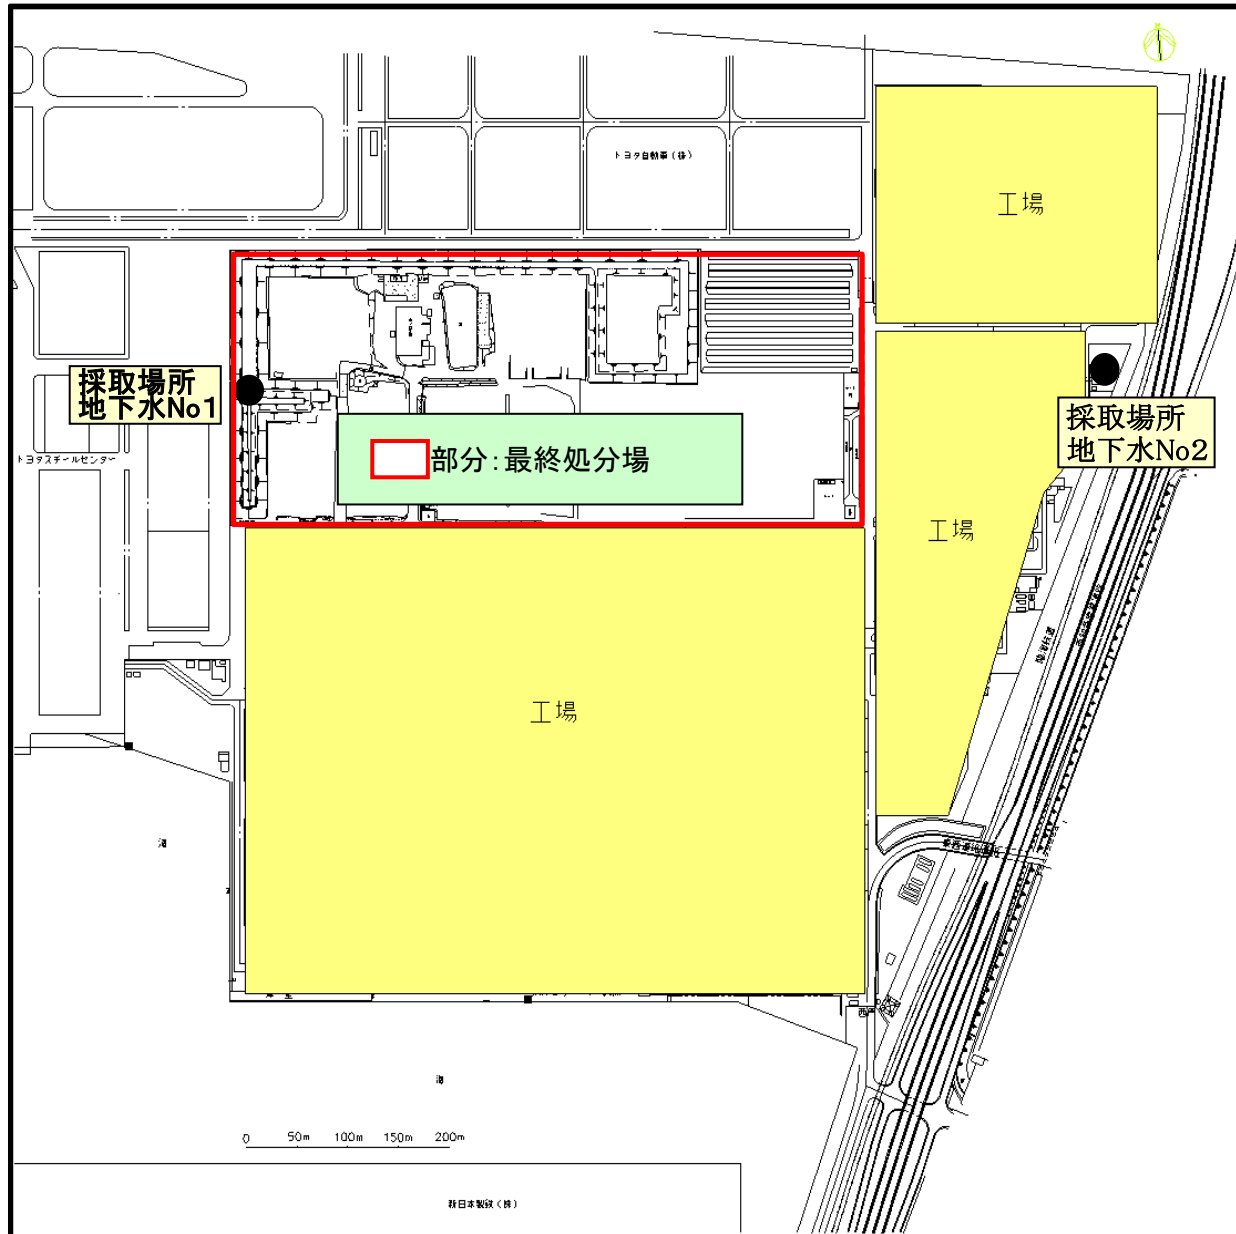 トヨタ自動車(株)
工場
採取場所
地下水No1
採取場所
地下水No2
トヨタスチールセンター
部分:最終処分場
工場
工場
海
海
0 50m 100m 150m 200m
新日本製鉄(株)